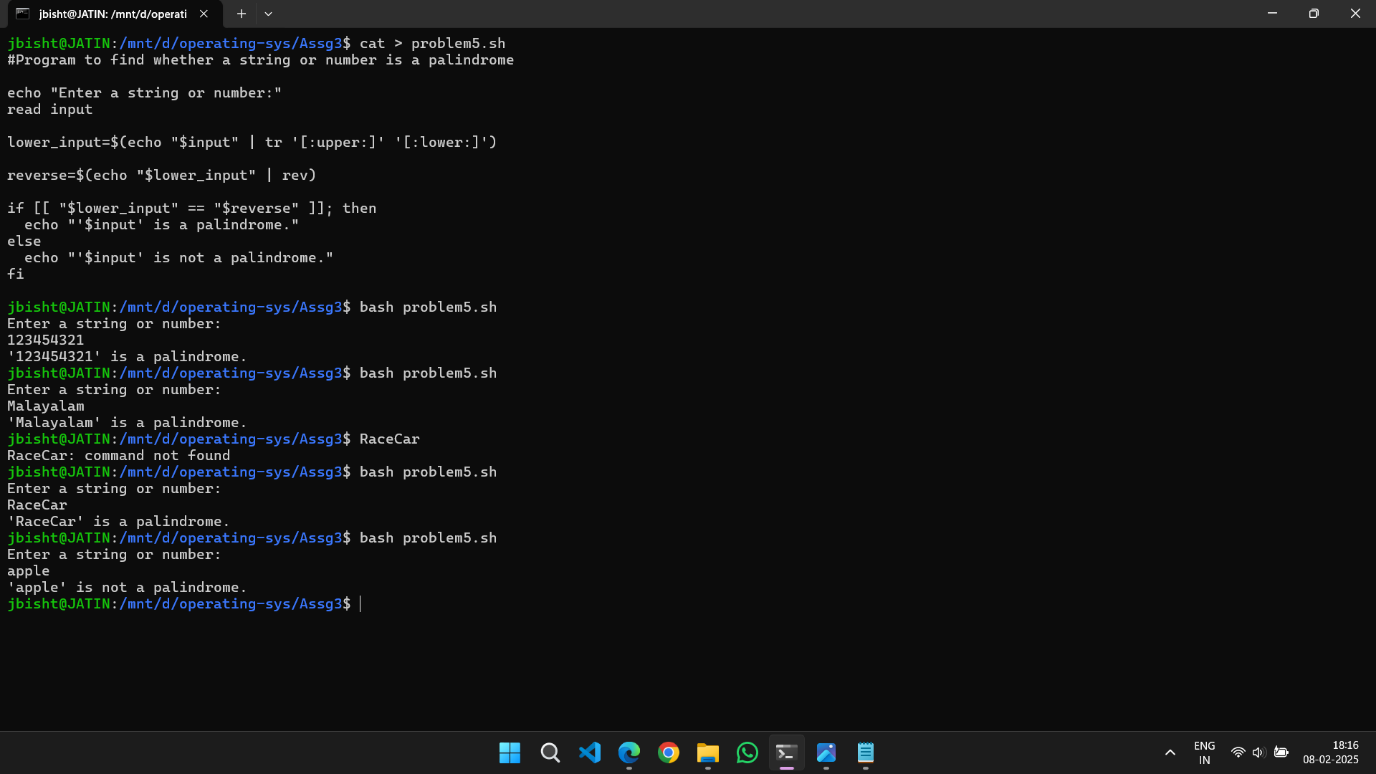 jbisht@JATIN: /mnt/d/operati
jbisht@JATIN:/mnt/d/operating-sys/Assg3$ cat > problem5.sh
#Program to find whether a string or number is a palindrome
echo "Enter a string or number:"
read input
lower_input=$(echo "$input" | tr '[:upper:]' '[:lower:]')
reverse=$(echo "$lower_input" | rev)
if [[ "$lower_input" == "$reverse" ]]; then
  echo "'$input' is a palindrome."
else
  echo "'$input' is not a palindrome."
fi
jbisht@JATIN:/mnt/d/operating-sys/Assg3$ bash problem5.sh
Enter a string or number:
123454321
'123454321' is a palindrome.
jbisht@JATIN:/mnt/d/operating-sys/Assg3$ bash problem5.sh
Enter a string or number:
Malayalam
'Malayalam' is a palindrome.
jbisht@JATIN:/mnt/d/operating-sys/Assg3$ RaceCar
RaceCar: command not found
jbisht@JATIN:/mnt/d/operating-sys/Assg3$ bash problem5.sh
Enter a string or number:
RaceCar
'RaceCar' is a palindrome.
jbisht@JATIN:/mnt/d/operating-sys/Assg3$ bash problem5.sh
Enter a string or number:
apple
'apple' is not a palindrome.
jbisht@JATIN:/mnt/d/operating-sys/Assg3$
ENG
IN
18:16
08-02-2025